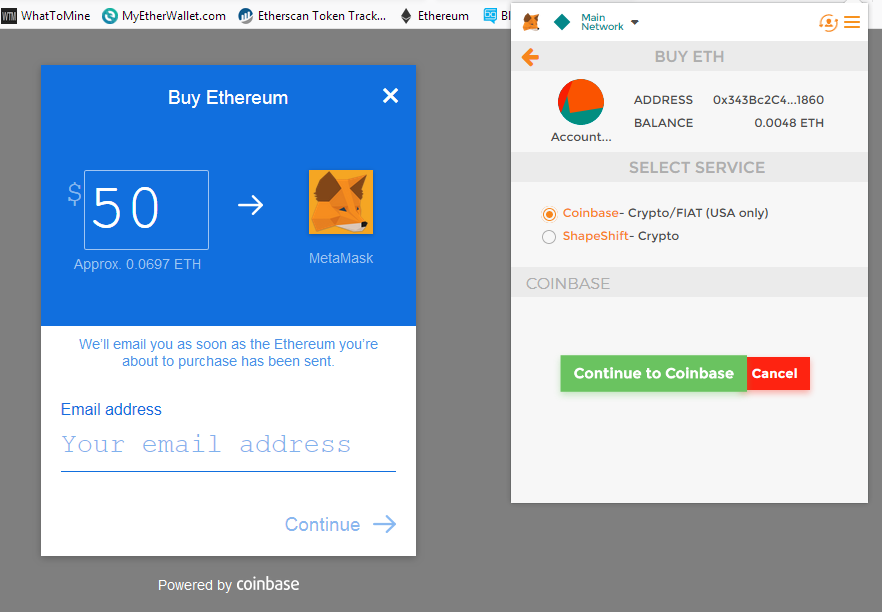 WTM WhatToMine MyEtherWallet.com Etherscan Token Track... Ethereum
Buy Ethereum
$ 50
Approx. 0.0697 ETH
MetaMask
We'll email you as soon as the Ethereum you're
about to purchase has been sent.
Email address
Your email address
Continue
Powered by coinbase
Main
Network
BUY ETH
ADDRESS 0x343Bc2C4...1860
BALANCE 0.0048 ETH
Account...
SELECT SERVICE
Coinbase- Crypto/FIAT (USA only)
ShapeShift- Crypto
COINBASE
Continue to Coinbase Cancel